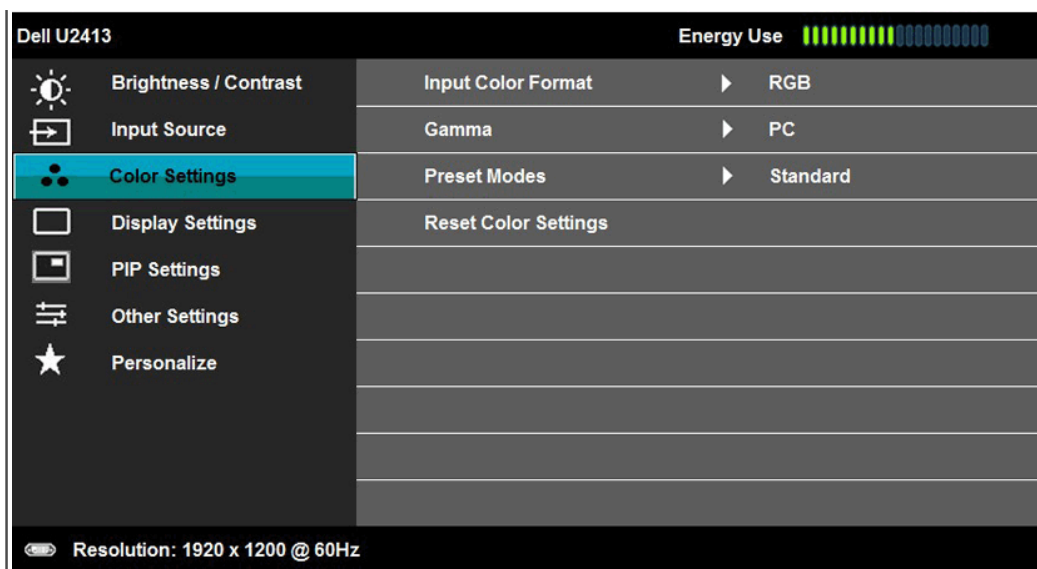 Dell U2413 Energy Use
Brightness / Contrast Input Color Format RGB
Input Source Gamma PC
Color Settings Preset Modes Standard
Display Settings Reset Color Settings
PIP Settings
Other Settings
Personalize
Resolution: 1920 x 1200 @ 60Hz